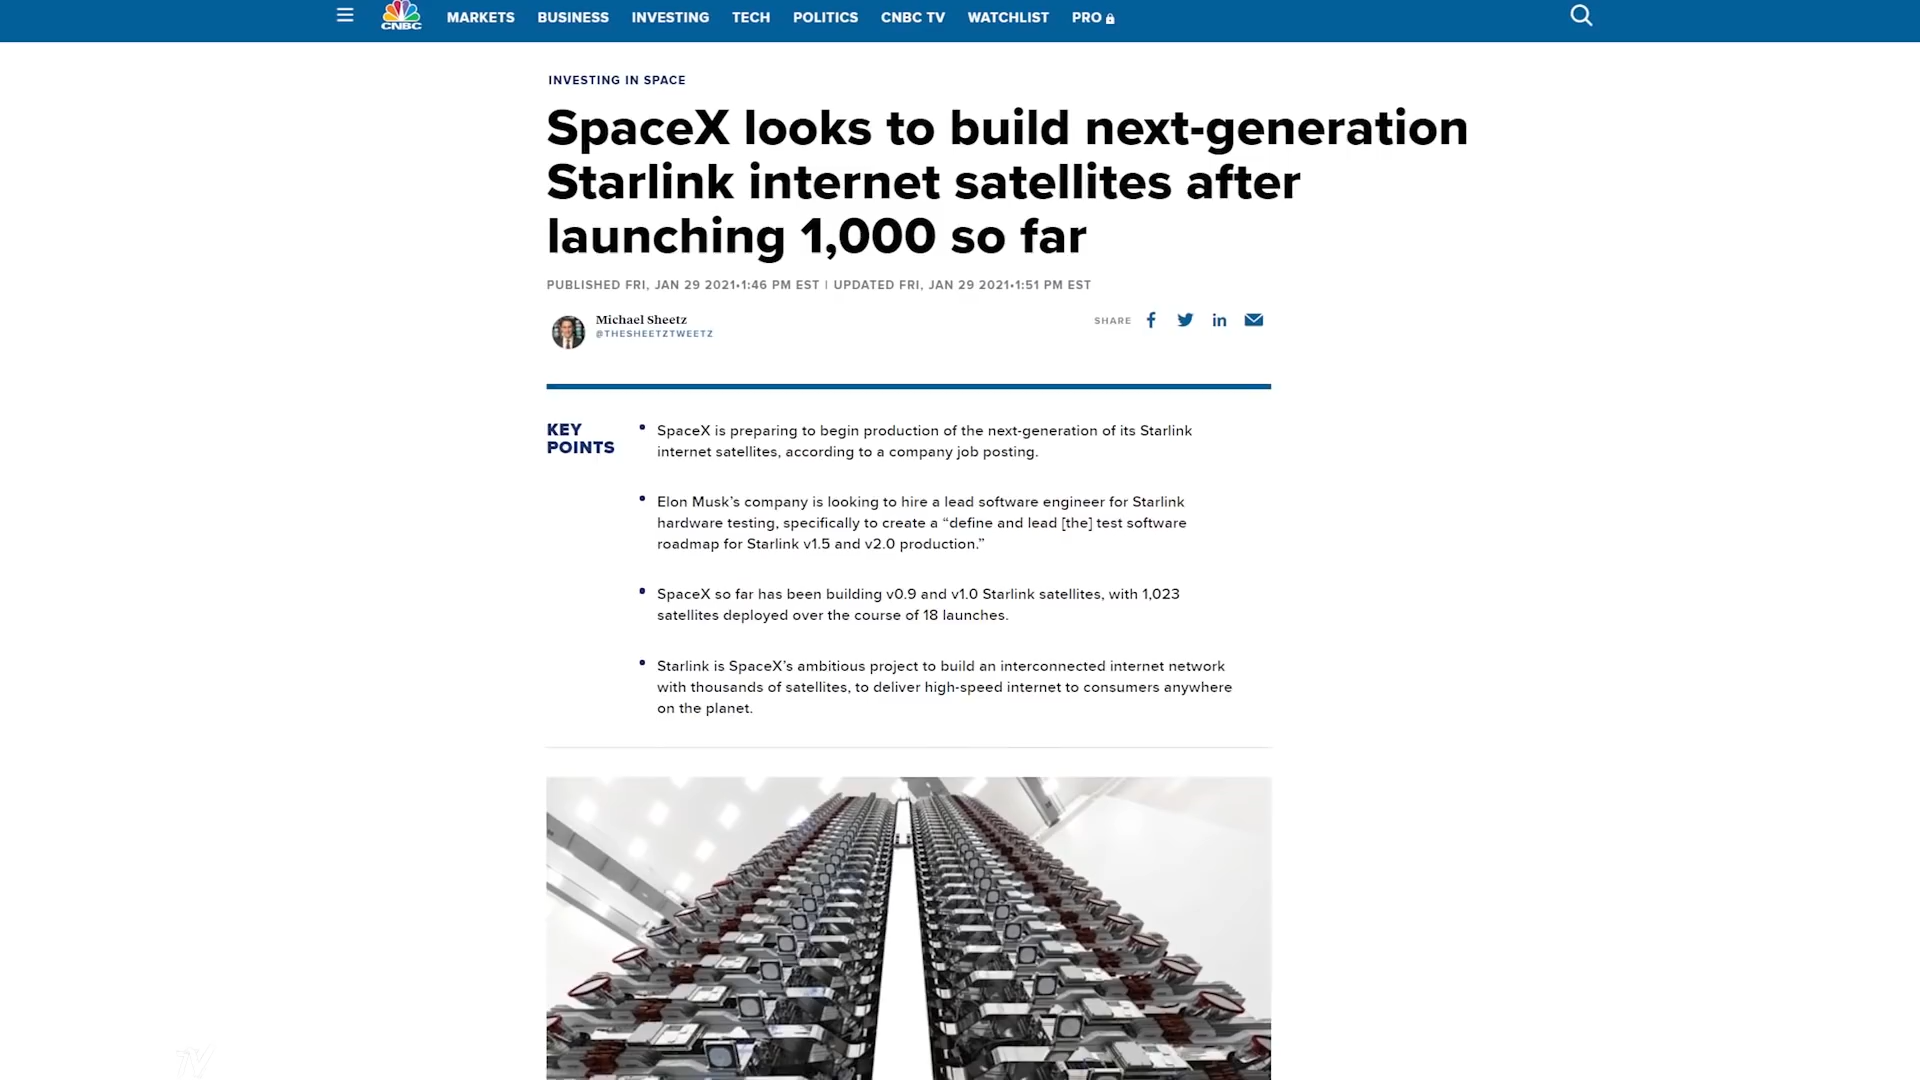 CNBC
MARKETS BUSINESS INVESTING TECH POLITICS CNBC TV WATCHLIST PRO
INVESTING IN SPACE
SpaceX looks to build next-generation
Starlink internet satellites after
launching 1,000 so far
PUBLISHED FRI, JAN 29 2021•1:46 PM EST | UPDATED FRI, JAN 29 2021•1:51 PM EST
Michael Sheetz
@THESHEETZTWEETZ
SHARE
KEY
POINTS
• SpaceX is preparing to begin production of the next-generation of its Starlink
internet satellites, according to a company job posting.
• Elon Musk’s company is looking to hire a lead software engineer for Starlink
hardware testing, specifically to create a “define and lead [the] test software
roadmap for Starlink v1.5 and v2.0 production.”
• SpaceX so far has been building v0.9 and v1.0 Starlink satellites, with 1,023
satellites deployed over the course of 18 launches.
• Starlink is SpaceX’s ambitious project to build an interconnected internet network
with thousands of satellites, to deliver high-speed internet to consumers anywhere
on the planet.